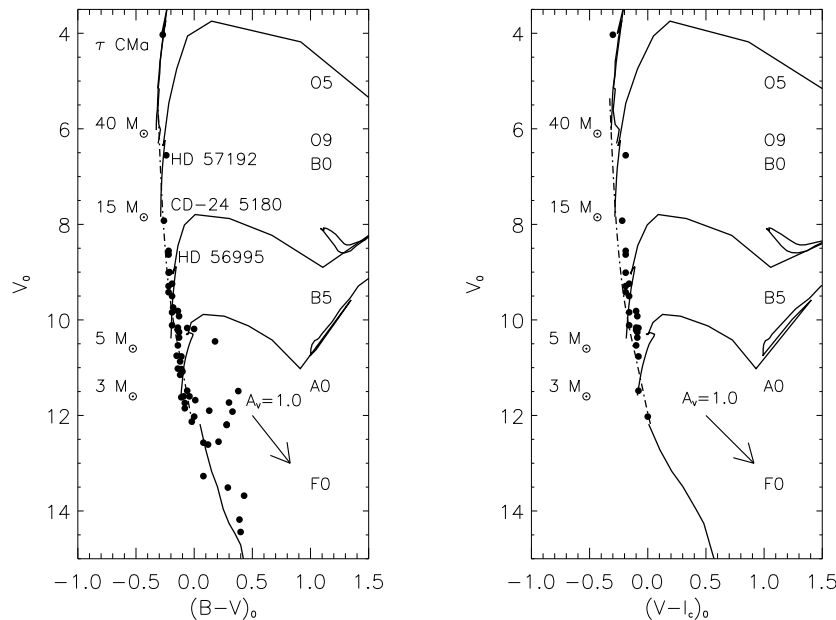 4
6
8
10
12
14
V₀
τ CMa
O5
40 M⊙
O9
HD 57192
B0
15 M⊙
CD−24 5180
HD 56995
B5
5 M⊙
3 M⊙
A0
Aᵥ=1.0
F0
−1.0 −0.5 0.0 0.5 1.0 1.5
(B−V)₀
4
6
8
10
12
14
V₀
O5
40 M⊙
O9
B0
15 M⊙
B5
5 M⊙
3 M⊙
A0
Aᵥ=1.0
F0
−1.0 −0.5 0.0 0.5 1.0 1.5
(V−I_c)₀